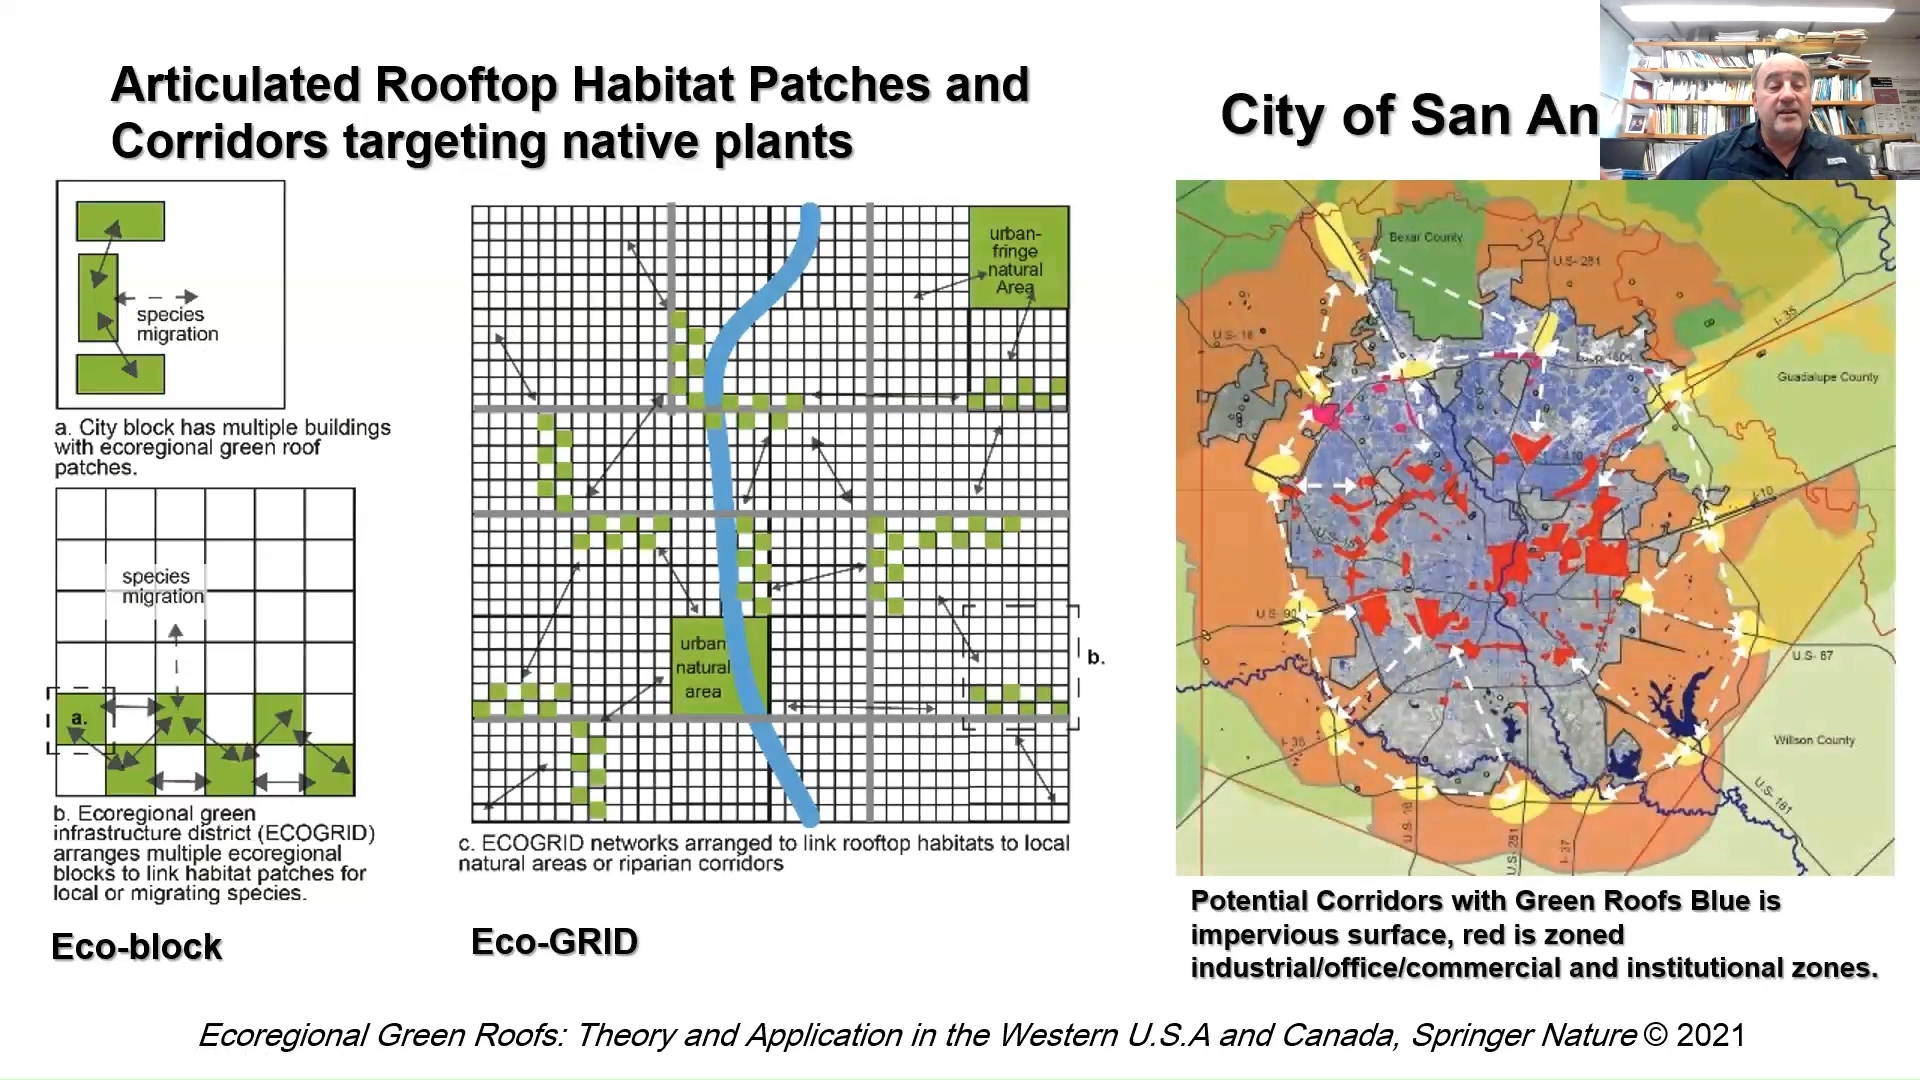 Articulated Rooftop Habitat Patches and
Corridors targeting native plants
City of San An
species
migration
a. City block has multiple buildings
with ecoregional green roof
patches.
species
migration
a.
b. Ecoregional green
infrastructure district (ECOGRID)
arranges multiple ecoregional
blocks to link habitat patches for
local or migrating species.
Eco-block
urban-
fringe
natural
Area
urban
natural
area
b.
c. ECOGRID networks arranged to link rooftop habitats to local
natural areas or riparian corridors
Eco-GRID
Bexar County
U.S- 281
I-35
U.S- 16
Guadalupe County
I-10
U.S- 90
U.S- 87
Willson County
I-35
U.S- 181
U.S- 16
U.S- 281
I-37
Potential Corridors with Green Roofs Blue is
impervious surface, red is zoned
industrial/office/commercial and institutional zones.
Ecoregional Green Roofs: Theory and Application in the Western U.S.A and Canada, Springer Nature © 2021